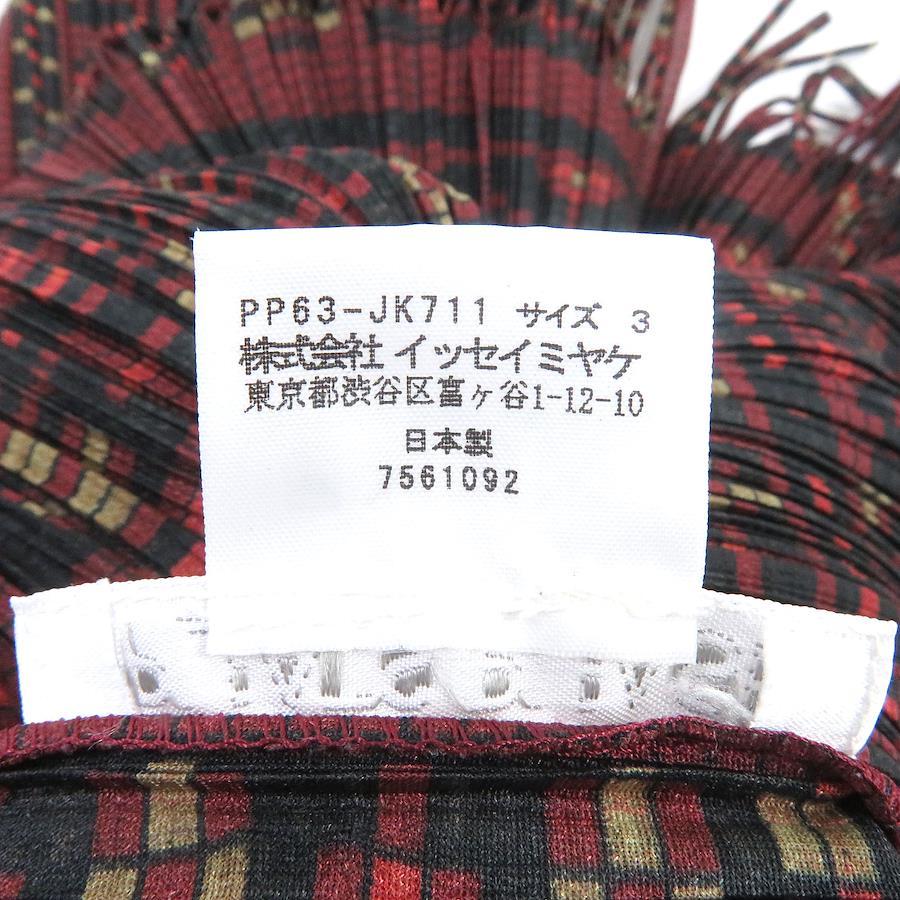 PP63-JK711 サイズ 3
株式会社イッセイミヤケ
東京都渋谷区富ヶ谷1-12-10
日本製
7561092